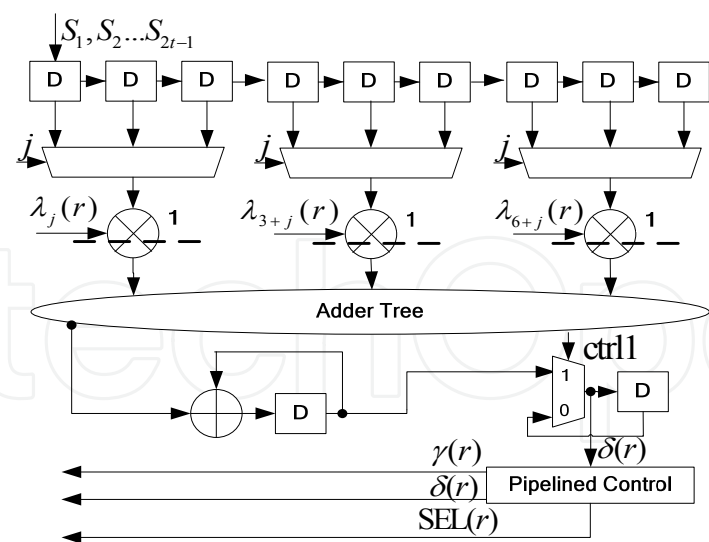 S₁, S₂...S₂ₜ₋₁
D D D D D D D D D
j j j
λⱼ(r) 1 λ₃₊ⱼ(r) 1 λ₆₊ⱼ(r) 1
Adder Tree
ctrl1
1
D D
0
γ(r) δ(r)
δ(r) Pipelined Control
SEL(r)